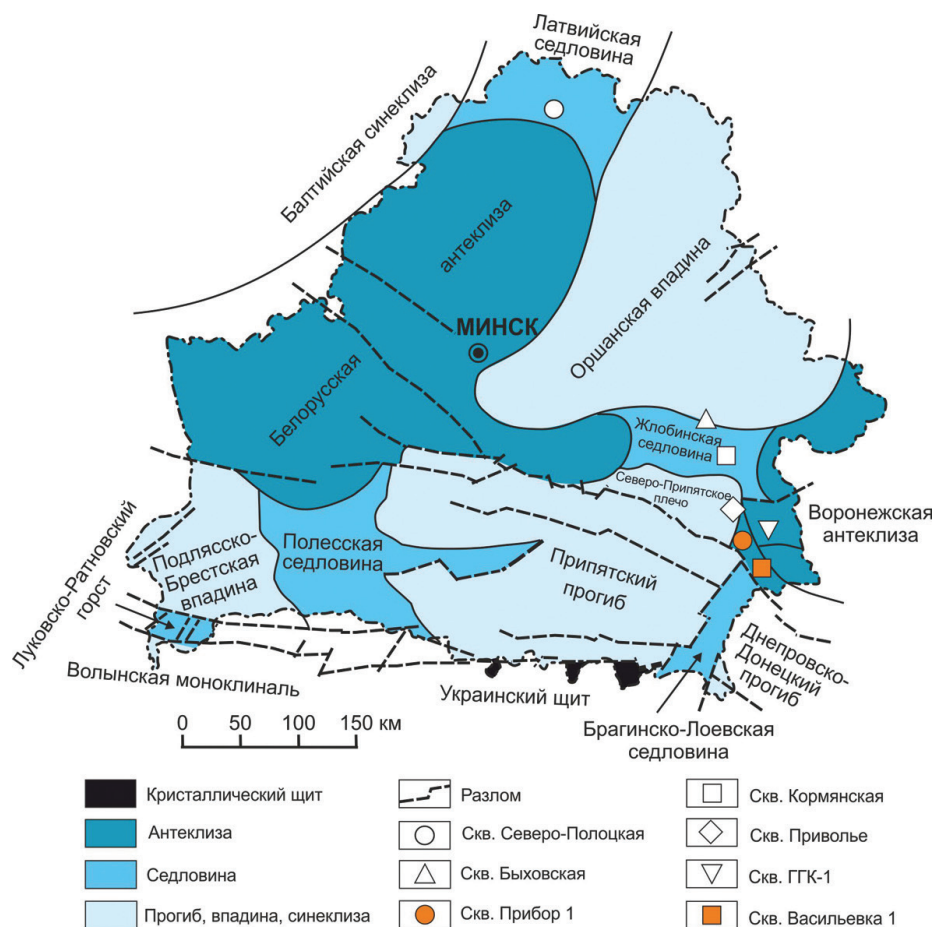 Латвийская
седловина
Балтийская синеклиза
антеклиза
Оршанская впадина
МИНСК
Белорусская
Жлобинская
седловина
Северо-Припятское
плечо
Воронежская
антеклиза
Луковско-Ратновский
горст
Подлясско-
Брестская
впадина
Полесская
седловина
Припятский
прогиб
Днепровско-
Донецкий
прогиб
Волынская моноклиналь
Украинский щит
Брагинско-Лоевская
седловина
0 50 100 150 км
Кристаллический щит
Антеклиза
Седловина
Прогиб, впадина, синеклиза
Разлом
Скв. Северо-Полоцкая
Скв. Быховская
Скв. Прибор 1
Скв. Кормянская
Скв. Приволье
Скв. ГГК-1
Скв. Васильевка 1